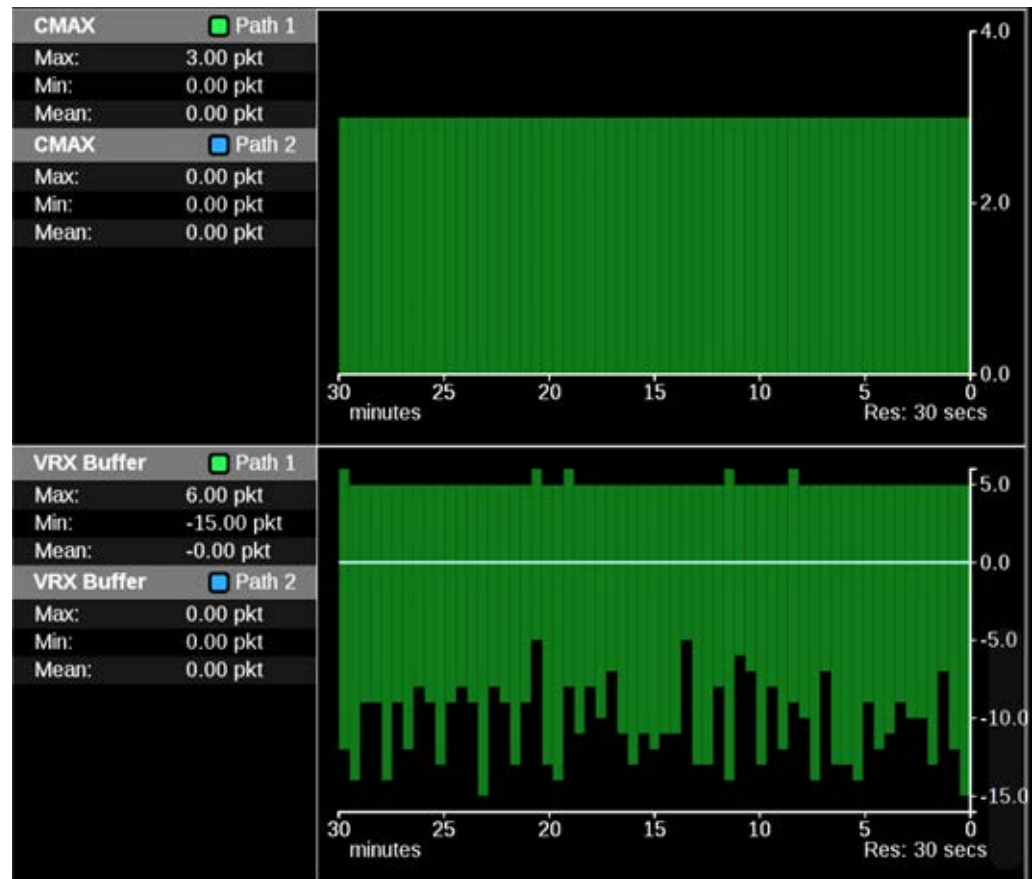 CMAX Path 1
Max: 3.00 pkt
Min: 0.00 pkt
Mean: 0.00 pkt
CMAX Path 2
Max: 0.00 pkt
Min: 0.00 pkt
Mean: 0.00 pkt
4.0
2.0
0.0
30 25 20 15 10 5 0
minutes Res: 30 secs
VRX Buffer Path 1
Max: 6.00 pkt
Min: -15.00 pkt
Mean: -0.00 pkt
VRX Buffer Path 2
Max: 0.00 pkt
Min: 0.00 pkt
Mean: 0.00 pkt
5.0
0.0
-5.0
-10.0
-15.0
30 25 20 15 10 5 0
minutes Res: 30 secs